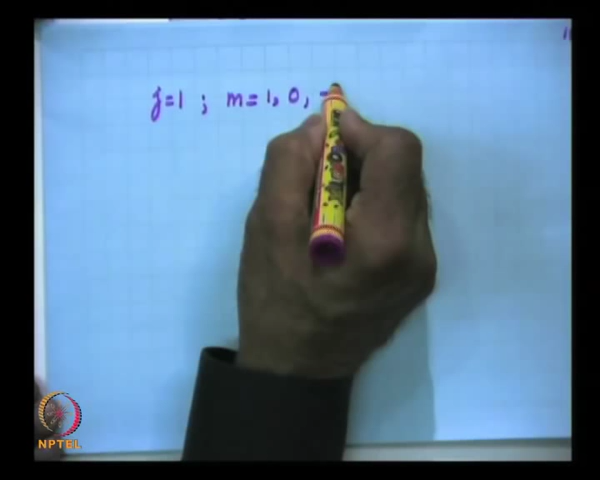 j=1 ; m = 1, 0, -
NPTEL